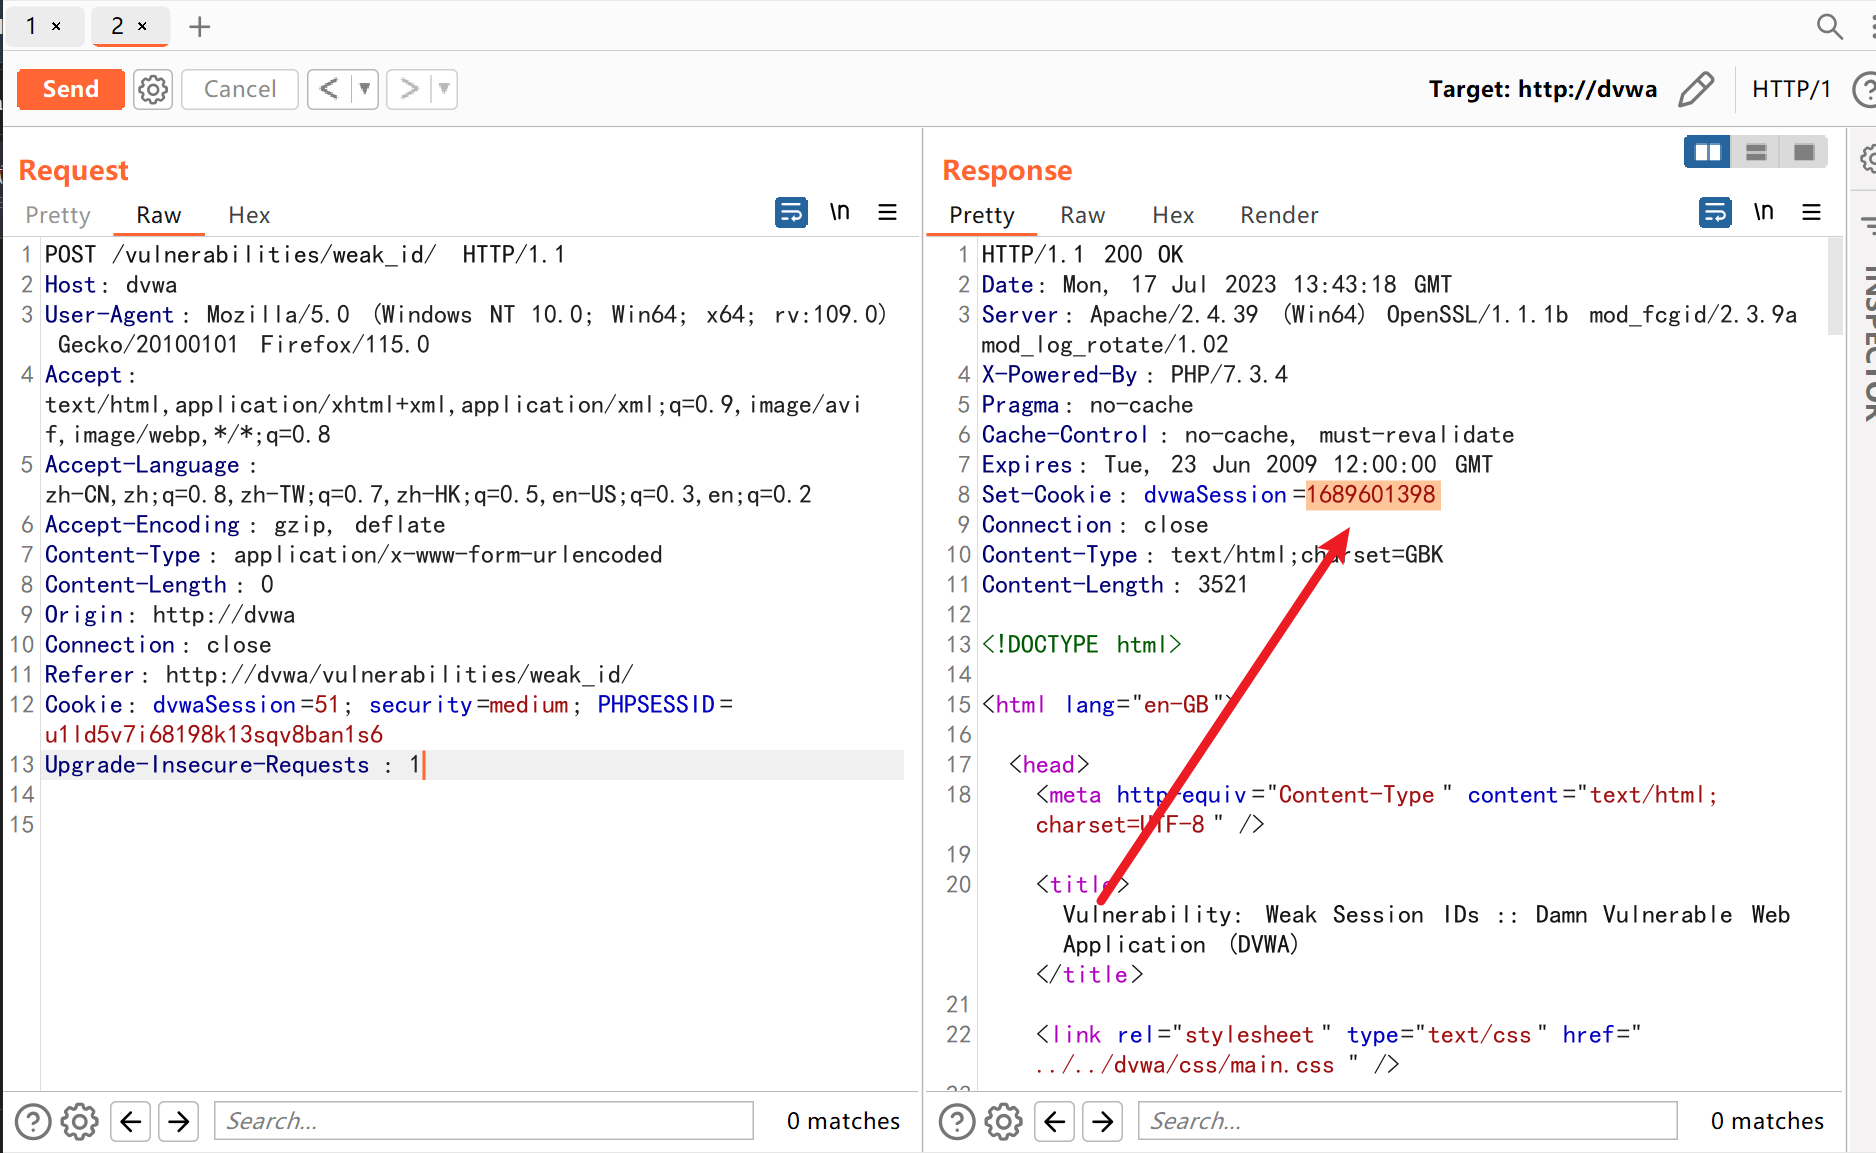 1 × 2 × +
Send Cancel < ▼ > ▼ Target: http://dvwa HTTP/1 ?
Request
Pretty Raw Hex \n
1 POST /vulnerabilities/weak_id/ HTTP/1.1
2 Host: dvwa
3 User-Agent: Mozilla/5.0 (Windows NT 10.0; Win64; x64; rv:109.0)
Gecko/20100101 Firefox/115.0
4 Accept:
text/html,application/xhtml+xml,application/xml;q=0.9,image/avi
f,image/webp,*/*;q=0.8
5 Accept-Language:
zh-CN,zh;q=0.8,zh-TW;q=0.7,zh-HK;q=0.5,en-US;q=0.3,en;q=0.2
6 Accept-Encoding: gzip, deflate
7 Content-Type: application/x-www-form-urlencoded
8 Content-Length: 0
9 Origin: http://dvwa
10 Connection: close
11 Referer: http://dvwa/vulnerabilities/weak_id/
12 Cookie: dvwaSession=51; security=medium; PHPSESSID=
u1ld5v7i68198k13sqv8ban1s6
13 Upgrade-Insecure-Requests: 1
14
15
? Search... 0 matches
Response
Pretty Raw Hex Render \n
1 HTTP/1.1 200 OK
2 Date: Mon, 17 Jul 2023 13:43:18 GMT
3 Server: Apache/2.4.39 (Win64) OpenSSL/1.1.1b mod_fcgid/2.3.9a
mod_log_rotate/1.02
4 X-Powered-By: PHP/7.3.4
5 Pragma: no-cache
6 Cache-Control: no-cache, must-revalidate
7 Expires: Tue, 23 Jun 2009 12:00:00 GMT
8 Set-Cookie: dvwaSession=1689601398
9 Connection: close
10 Content-Type: text/html;charset=GBK
11 Content-Length: 3521
12
13 <!DOCTYPE html>
14
15 <html lang="en-GB">
16
17 <head>
18 <meta http-equiv="Content-Type" content="text/html;
charset=UTF-8" />
19
20 <title>
Vulnerability: Weak Session IDs :: Damn Vulnerable Web
Application (DVWA)
</title>
21
22 <link rel="stylesheet" type="text/css" href="
../../dvwa/css/main.css" />
? Search... 0 matches
INSPECTOR